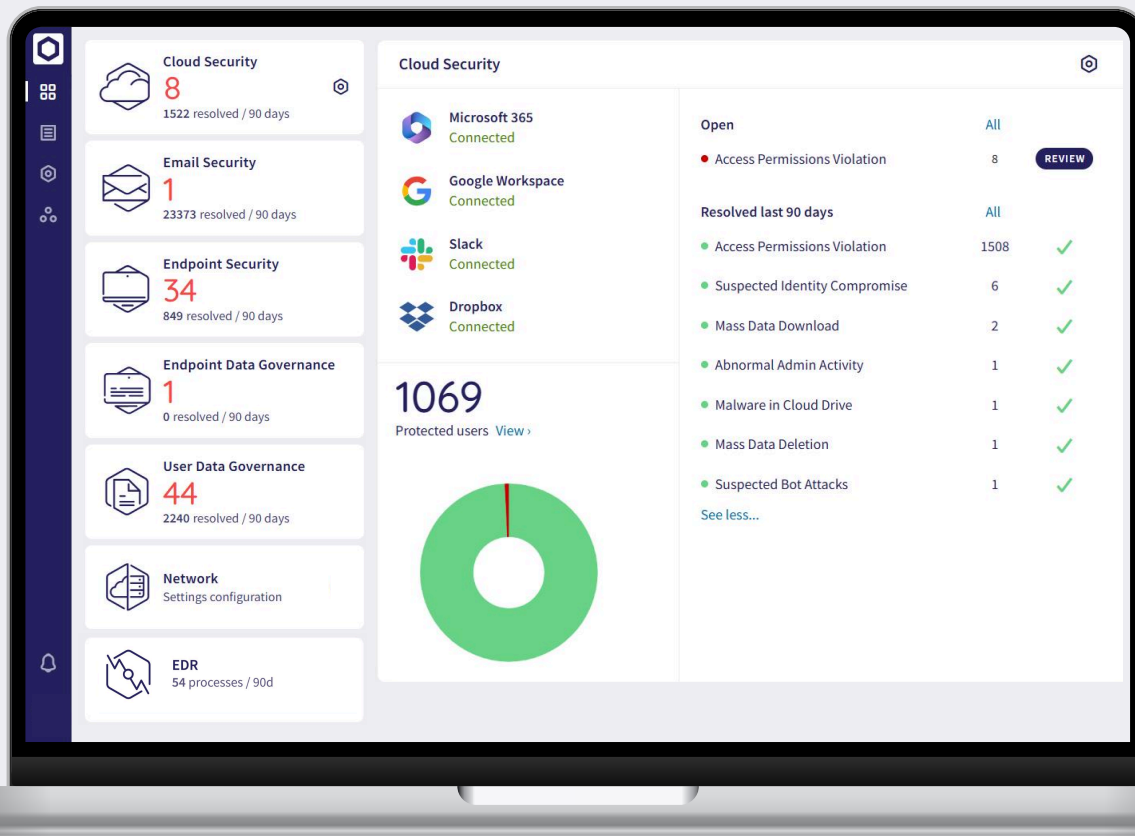 Cloud Security
8
1522 resolved / 90 days
Email Security
1
23373 resolved / 90 days
Endpoint Security
34
849 resolved / 90 days
Endpoint Data Governance
1
0 resolved / 90 days
User Data Governance
44
2240 resolved / 90 days
Network
Settings configuration
EDR
54 processes / 90d
Cloud Security
Microsoft 365
Connected
Google Workspace
Connected
Slack
Connected
Dropbox
Connected
1069
Protected users View ›
Open All
Access Permissions Violation 8 REVIEW
Resolved last 90 days All
Access Permissions Violation 1508
Suspected Identity Compromise 6
Mass Data Download 2
Abnormal Admin Activity 1
Malware in Cloud Drive 1
Mass Data Deletion 1
Suspected Bot Attacks 1
See less...